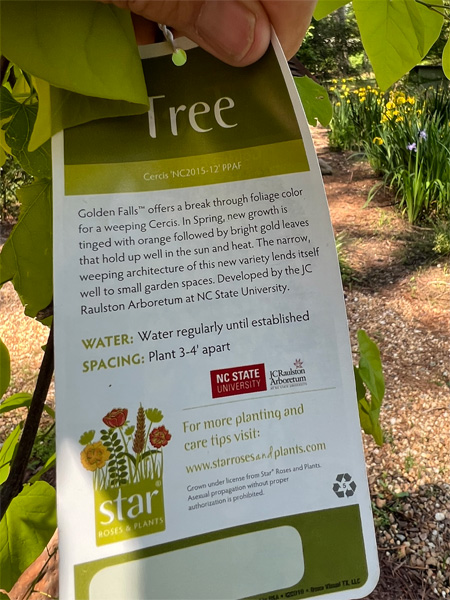 Tree
Cercis 'NC2015-12' PPAF
Golden Falls™ offers a break through foliage color
for a weeping Cercis. In Spring, new growth is
tinged with orange followed by bright gold leaves
that hold up well in the sun and heat. The narrow,
weeping architecture of this new variety lends itself
well to small garden spaces. Developed by the JC
Raulston Arboretum at NC State University.
WATER: Water regularly until established
SPACING: Plant 3-4' apart
NC STATE
UNIVERSITY
JCRaulston
Arboretum
For more planting and
care tips visit:
www.starrosesandplants.com
Grown under license from Star® Roses and Plants.
Asexual propagation without proper
authorization is prohibited.
5
star®
ROSES & PLANTS